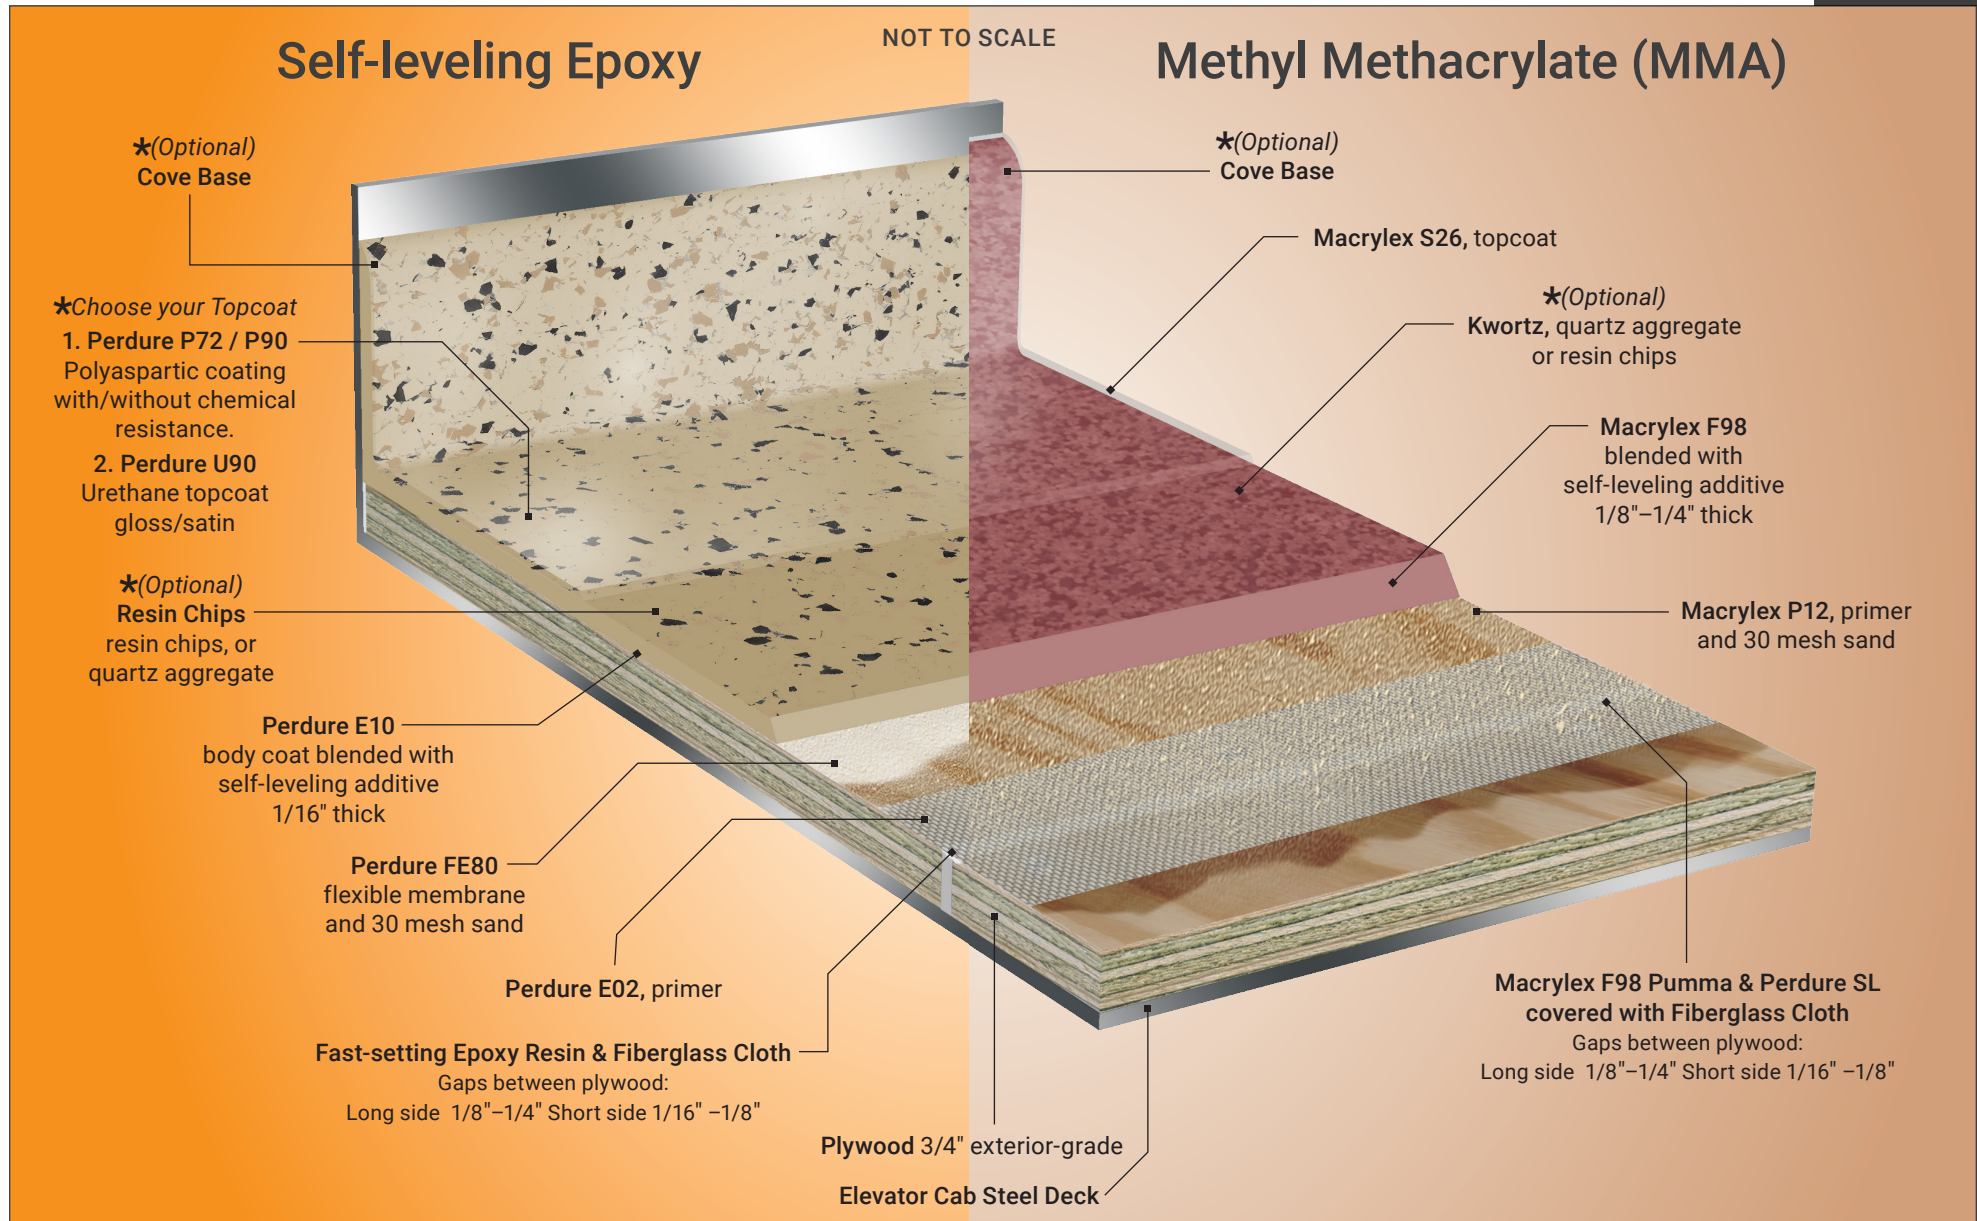 NOT TO SCALE
Self-leveling Epoxy
*(Optional)
Cove Base
*Choose your Topcoat
1. Perdure P72 / P90
Polyaspartic coating
with/without chemical
resistance.
2. Perdure U90
Urethane topcoat
gloss/satin
*(Optional)
Resin Chips
resin chips, or
quartz aggregate
Perdure E10
body coat blended with
self-leveling additive
1/16" thick
Perdure FE80
flexible membrane
and 30 mesh sand
Perdure E02, primer
Fast-setting Epoxy Resin & Fiberglass Cloth
Gaps between plywood:
Long side 1/8"–1/4" Short side 1/16" –1/8"
Plywood 3/4" exterior-grade
Elevator Cab Steel Deck
Methyl Methacrylate (MMA)
*(Optional)
Cove Base
Macrylex S26, topcoat
*(Optional)
Kwortz, quartz aggregate
or resin chips
Macrylex F98
blended with
self-leveling additive
1/8"–1/4" thick
Macrylex P12, primer
and 30 mesh sand
Macrylex F98 Pumma & Perdure SL
covered with Fiberglass Cloth
Gaps between plywood:
Long side 1/8"–1/4" Short side 1/16" –1/8"